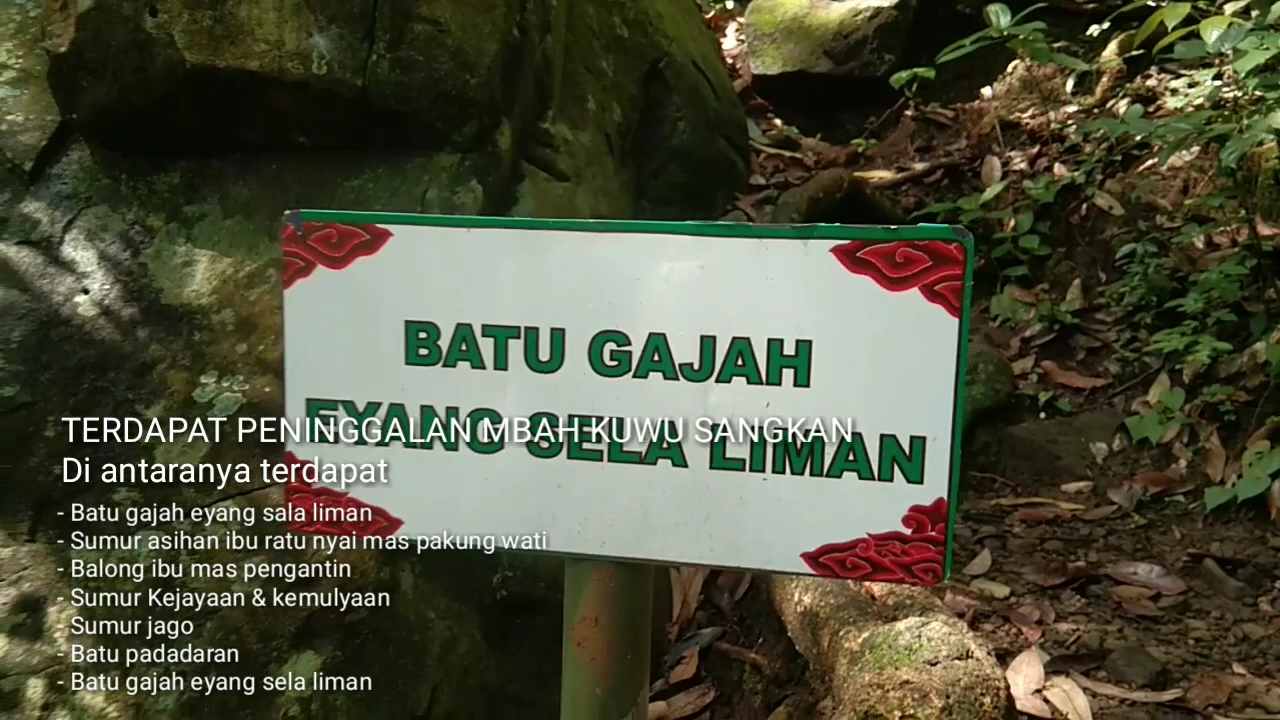 BATU GAJAH
EYANG SELA LIMAN
TERDAPAT PENINGGALAN MBAH KUWU SANGKAN
Di antaranya terdapat
- Batu gajah eyang sala liman
- Sumur asihan ibu ratu nyai mas pakung wati
- Balong ibu mas pengantin
- Sumur Kejayaan & kemulyaan
- Sumur jago
- Batu padadaran
- Batu gajah eyang sela liman